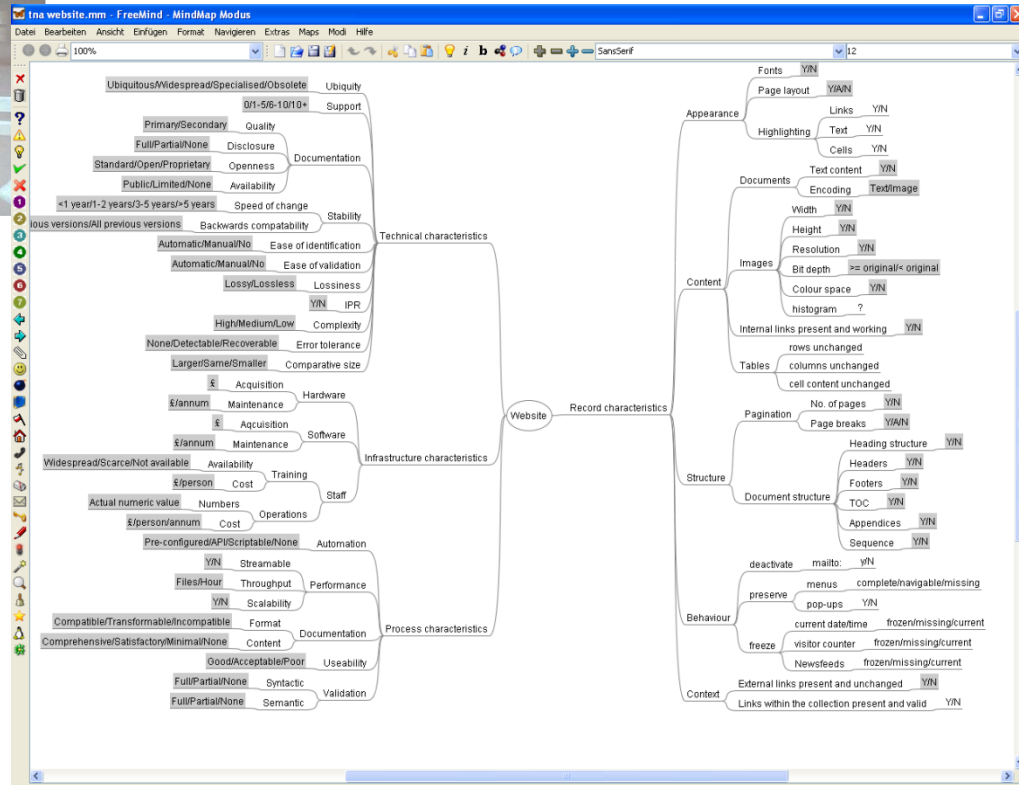 tna website.mm - FreeMind - MindMap Modus
Datei Bearbeiten Ansicht Einfügen Format Navigieren Extras Maps Modi Hilfe
100% i b SansSerif 12
Ubiquitous/Widespread/Specialised/Obsolete Ubiquity
0/1-5/6-10/10+ Support
Primary/Secondary Quality
Full/Partial/None Disclosure
Documentation
Standard/Open/Proprietary Openness
Public/Limited/None Availability
<1 year/1-2 years/3-5 years/>5 years Speed of change
Stability
ious versions/All previous versions Backwards compatability
Technical characteristics
Automatic/Manual/No Ease of identification
Automatic/Manual/No Ease of validation
Lossy/Lossless Lossiness
Y/N IPR
High/Medium/Low Complexity
None/Detectable/Recoverable Error tolerance
Larger/Same/Smaller Comparative size
£ Acquisition
Hardware
£/annum Maintenance
£ Aqcuisition
Software
£/annum Maintenance
Infrastructure characteristics
Widespread/Scarce/Not available Availability
Training
£/person Cost
Staff
Actual numeric value Numbers
Operations
£/person/annum Cost
Pre-configured/API/Scriptable/None Automation
Y/N Streamable
Files/Hour Throughput Performance
Y/N Scalability
Compatible/Transformable/Incompatible Format
Documentation Process characteristics
Comprehensive/Satisfactory/Minimal/None Content
Good/Acceptable/Poor Useability
Full/Partial/None Syntactic
Validation
Full/Partial/None Semantic
Website
Record characteristics
Fonts Y/N
Page layout Y/A/N
Appearance
Links Y/N
Highlighting Text Y/N
Cells Y/N
Text content Y/N
Documents
Encoding Text/Image
Width Y/N
Height Y/N
Resolution Y/N
Images
Bit depth >= original/< original
Content
Colour space Y/N
histogram ?
Internal links present and working Y/N
rows unchanged
Tables columns unchanged
cell content unchanged
No. of pages Y/N
Pagination
Page breaks Y/A/N
Heading structure Y/N
Headers Y/N
Structure
Footers Y/N
Document structure
TOC Y/N
Appendices Y/N
Sequence Y/N
deactivate mailto: y/N
menus complete/navigable/missing
preserve
pop-ups Y/N
Behaviour
current date/time frozen/missing/current
freeze visitor counter frozen/missing/current
Newsfeeds frozen/missing/current
External links present and unchanged Y/N
Context
Links within the collection present and valid Y/N
1
2
3
4
5
6
7